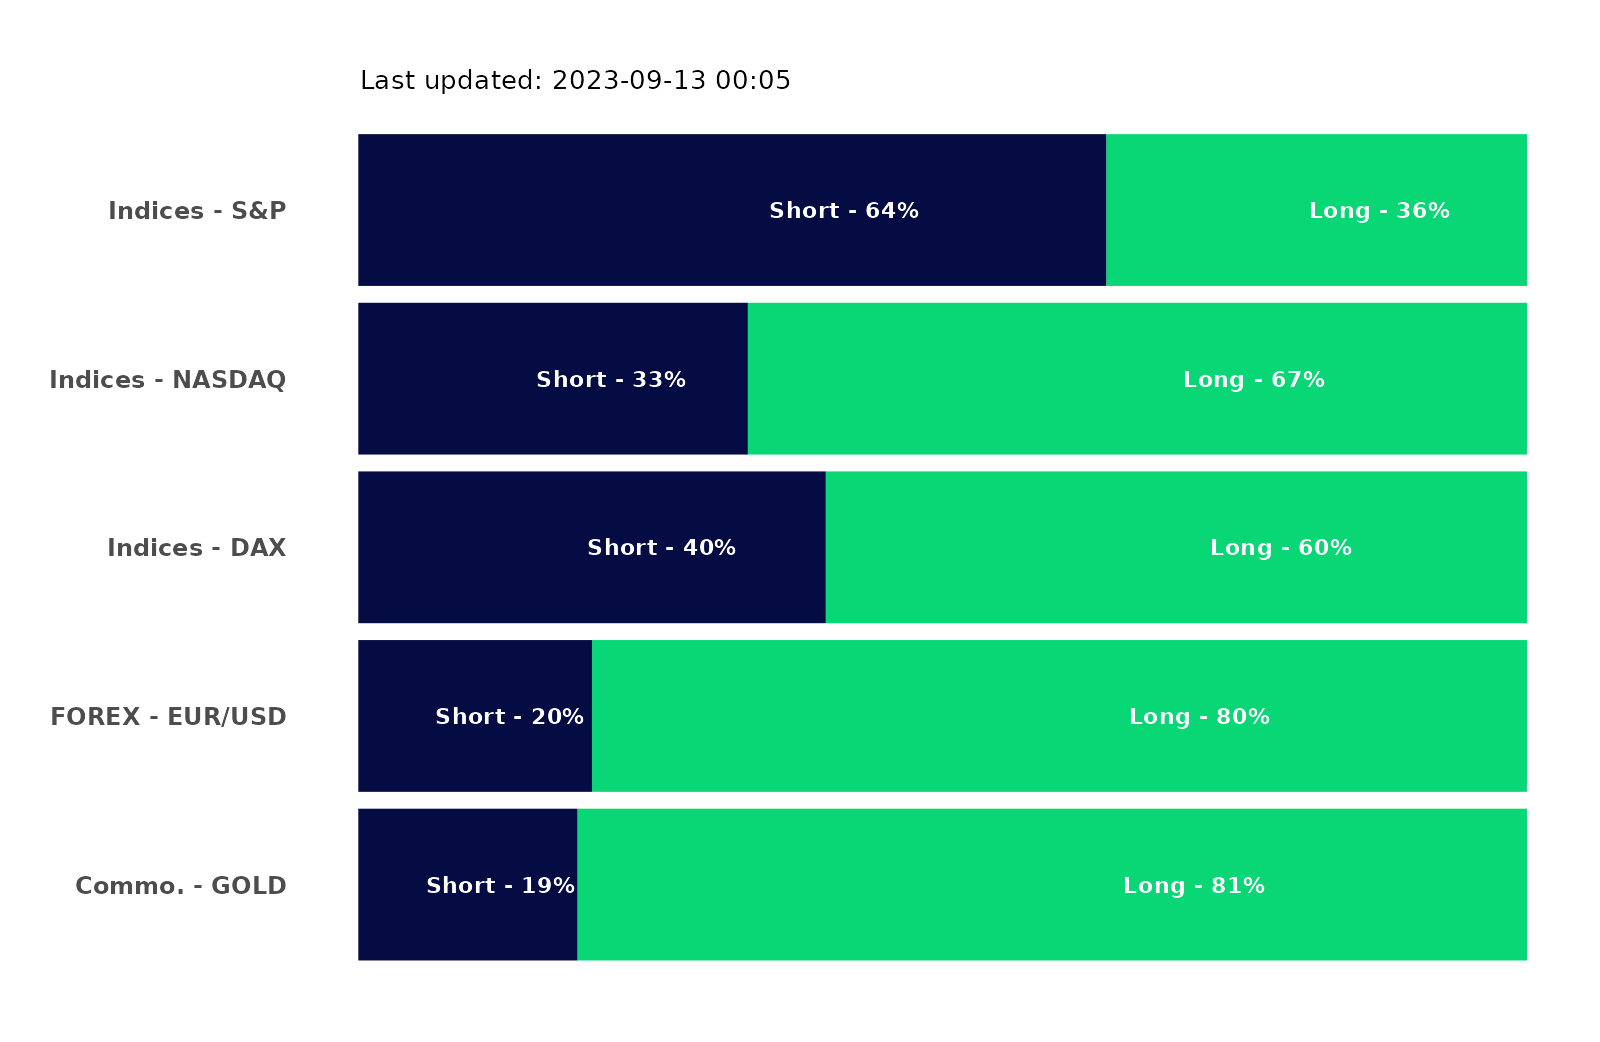 Last updated: 2023-09-13 00:05
Indices - S&P
Short - 64%
Long - 36%
Indices - NASDAQ
Short - 33%
Long - 67%
Indices - DAX
Short - 40%
Long - 60%
FOREX - EUR/USD
Short - 20%
Long - 80%
Commo. - GOLD
Short - 19%
Long - 81%